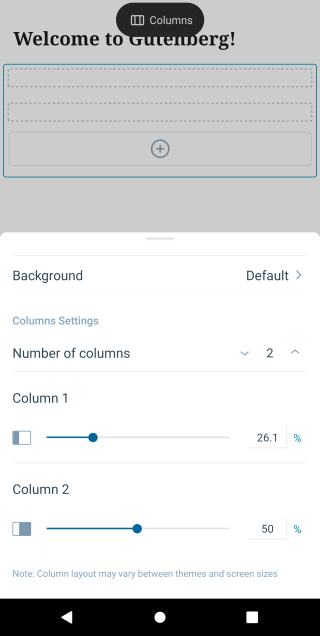 Columns
Welcome to Gutenberg!
Background Default
Columns Settings
Number of columns 2
Column 1
26.1 %
Column 2
50 %
Note: Column layout may vary between themes and screen sizes